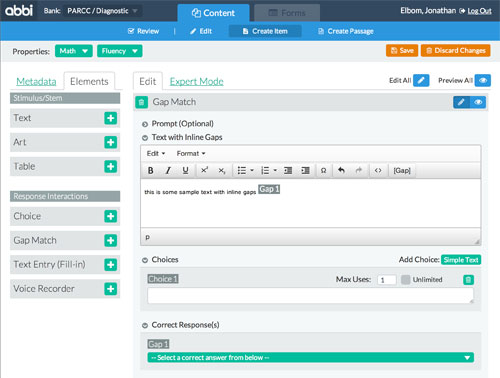 abbi Bank: PARCC / Diagnostic Content Forms Elbom, Jonathan Log Out
Review Edit Create Item Create Passage
Properties: Math Fluency Save Discard Changes
Metadata Elements Edit Expert Mode Edit All Preview All
Stimulus/Stem
Gap Match
Text
Prompt (Optional)
Art
Text with Inline Gaps
Table
Edit Format
B I U X² X₂ Ω <> [Gap]
Response Interactions
this is some sample text with inline gaps Gap 1
Choice
Gap Match
p
Text Entry (Fill-in)
Choices Add Choice: Simple Text
Voice Recorder
Choice 1 Max Uses: 1 Unlimited
Correct Response(s)
Gap 1
-- Select a correct answer from below --